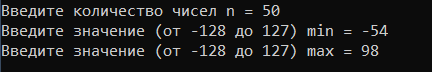 Введите количество чисел n = 50
Введите значение (от -128 до 127) min = -54
Введите значение (от -128 до 127) max = 98